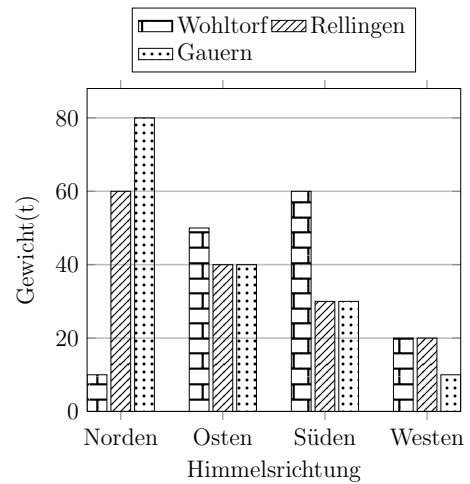 Wohltorf Rellingen
Gauern
80
60
40
20
0
Gewicht(t)
Norden Osten Süden Westen
Himmelsrichtung